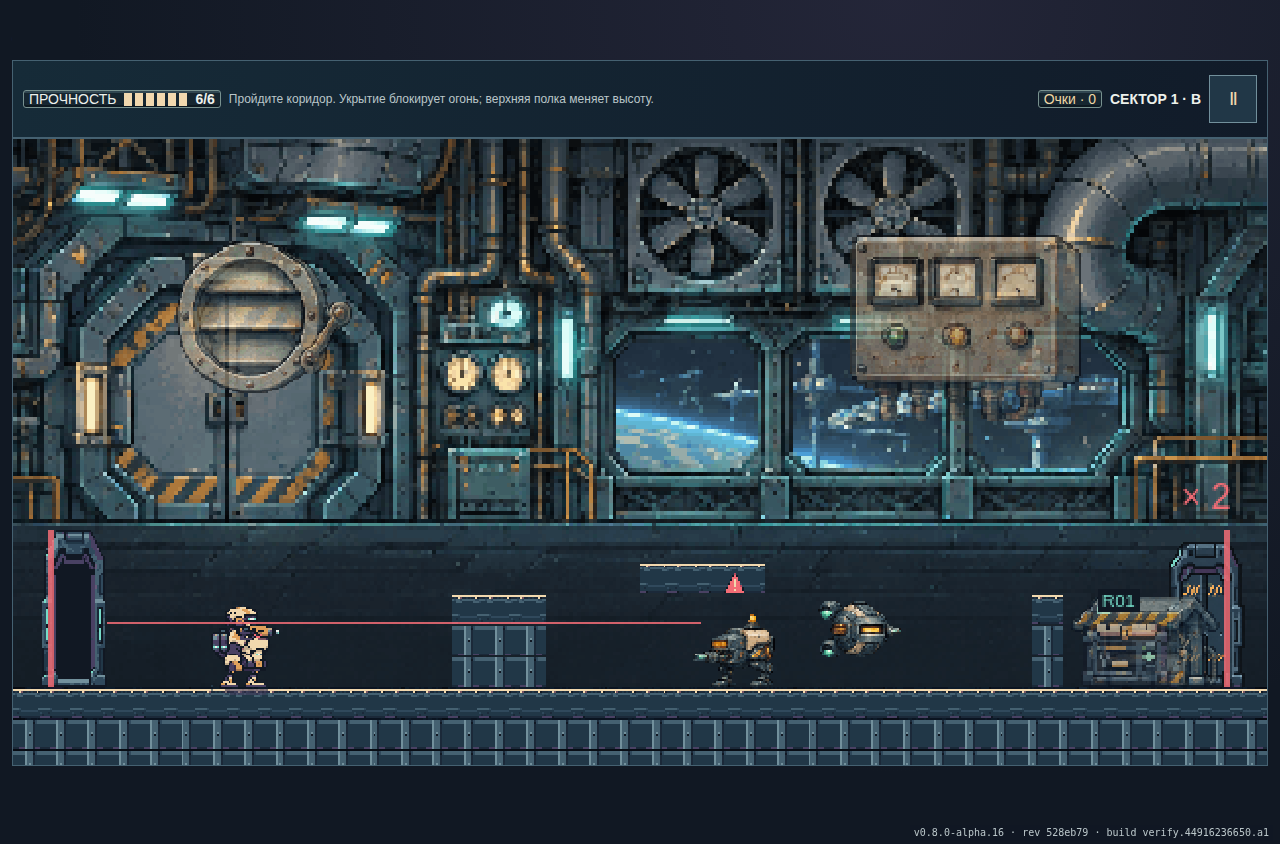 ПРОЧНОСТЬ 6/6 Пройдите коридор. Укрытие блокирует огонь; верхняя полка меняет высоту. Очки · 0 СЕКТОР 1 · В II
× 2
R01
v0.8.0-alpha.16 · rev 528eb79 · build verify.44916236650.a1